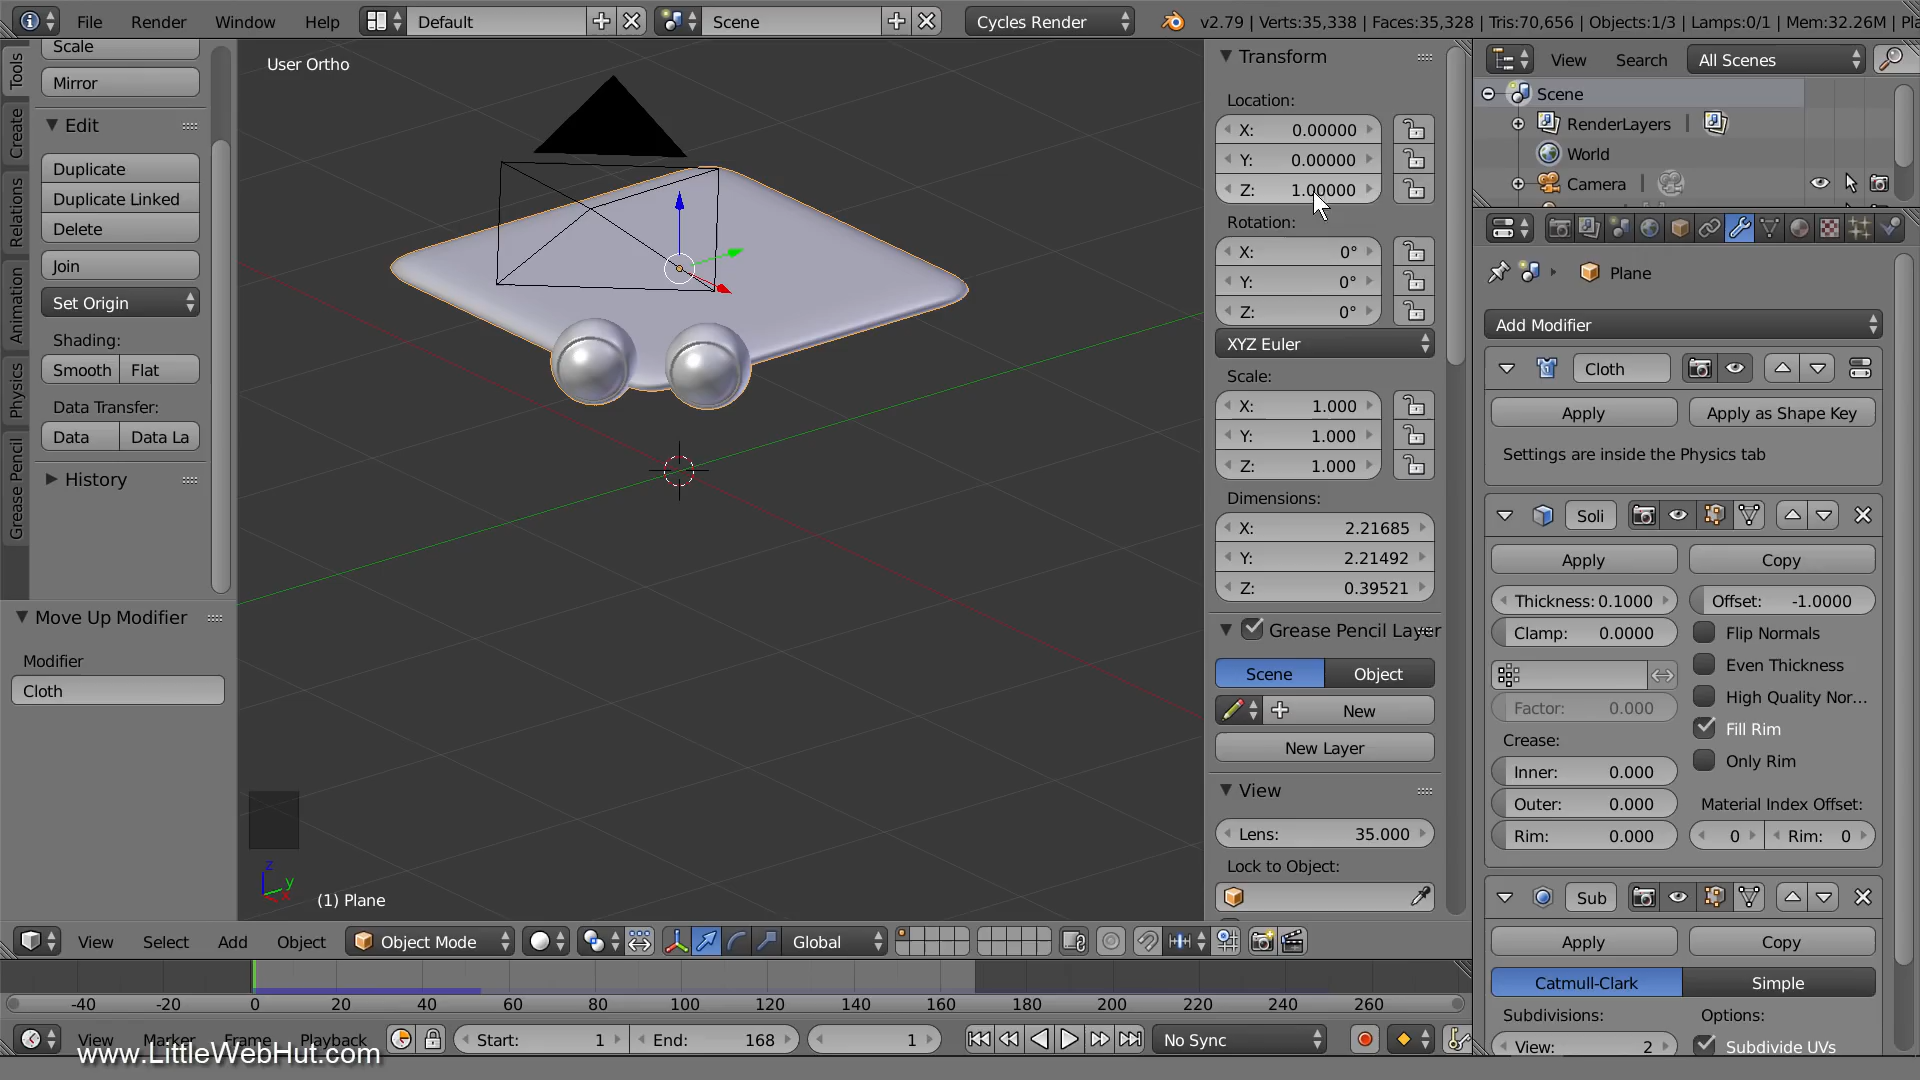 File Render Window Help Default Scene Cycles Render v2.79 | Verts:35,338 | Faces:35,328 | Tris:70,656 | Objects:1/3 | Lamps:0/1 | Mem:32.26M | Pla
Tools
Create
Relations
Animation
Physics
Grease Pencil
Scale
Mirror
Edit
Duplicate
Duplicate Linked
Delete
Join
Set Origin
Shading:
Smooth Flat
Data Transfer:
Data Data La
History
Move Up Modifier
Modifier
Cloth
User Ortho
z
y
x
(1) Plane
Transform
Location:
X: 0.00000
Y: 0.00000
Z: 1.00000
Rotation:
X: 0°
Y: 0°
Z: 0°
XYZ Euler
Scale:
X: 1.000
Y: 1.000
Z: 1.000
Dimensions:
X: 2.21685
Y: 2.21492
Z: 0.39521
Grease Pencil Layer
Scene Object
New
New Layer
View
Lens: 35.000
Lock to Object:
View Search All Scenes
Scene
RenderLayers |
World
Camera |
Plane
Add Modifier
Cloth
Apply Apply as Shape Key
Settings are inside the Physics tab
Soli
Apply Copy
Thickness: 0.1000 Offset: -1.0000
Clamp: 0.0000 Flip Normals
Even Thickness
High Quality Nor...
Factor: 0.000 Fill Rim
Crease: Only Rim
Inner: 0.000
Outer: 0.000 Material Index Offset:
Rim: 0.000 0 Rim: 0
Sub
Apply Copy
Catmull-Clark Simple
Subdivisions: Options:
View: 2 Subdivide UVs
View Select Add Object Object Mode Global
-40 -20 0 20 40 60 80 100 120 140 160 180 200 220 240 260
View Marker Frame Playback Start: 1 End: 168 1 No Sync
www.LittleWebHut.com